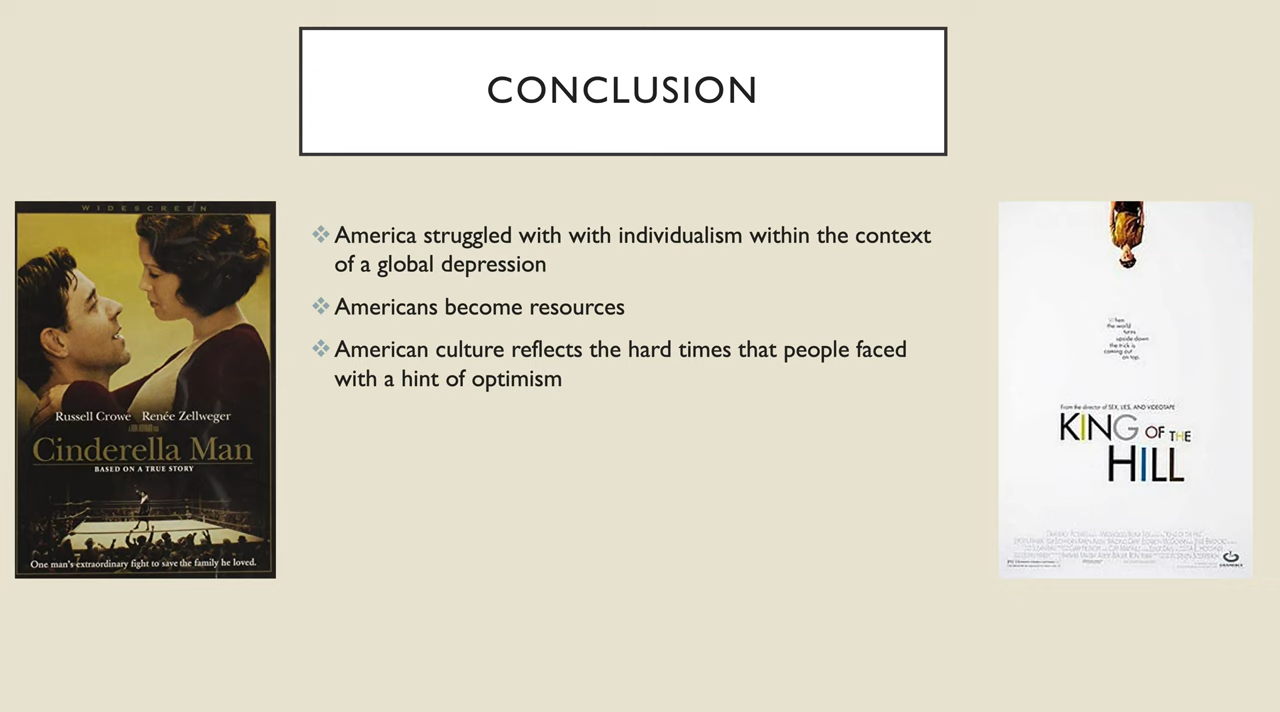 CONCLUSION
WIDESCREEN
Russell Crowe Renée Zellweger
Cinderella Man
BASED ON A TRUE STORY
One man's extraordinary fight to save the family he loved.
America struggled with with individualism within the context
of a global depression
Americans become resources
American culture reflects the hard times that people faced
with a hint of optimism
When
the world
turns
upside down
the trick is
coming out
on top.
From the director of SEX, LIES, AND VIDEOTAPE
KING OF THE
HILL